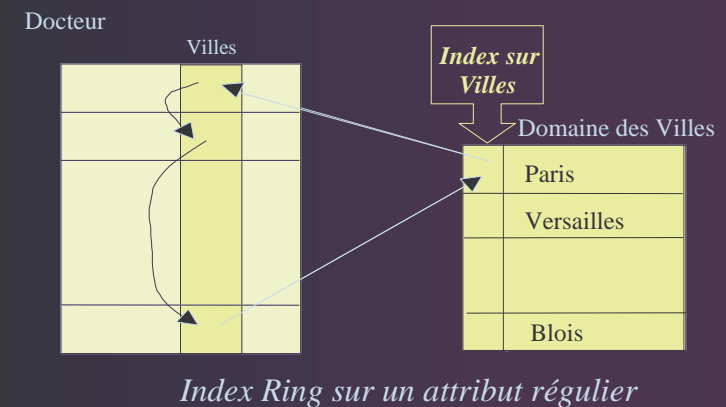 Docteur
Villes
Index sur
Villes
Domaine des Villes
Paris
Versailles
Blois
Index Ring sur un attribut régulier